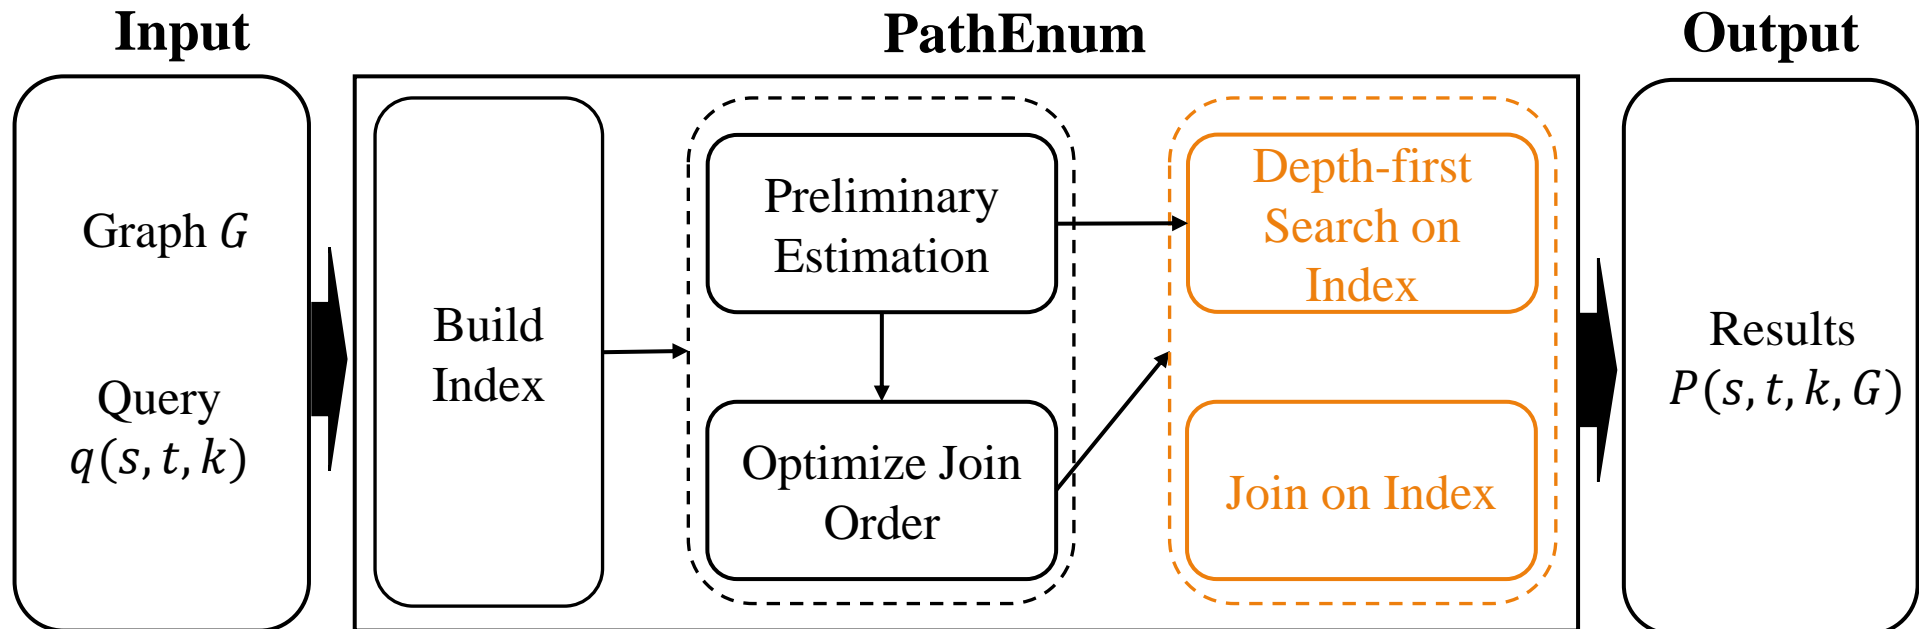 Input
PathEnum
Output
Graph G
Query
q(s, t, k)
Build
Index
Preliminary
Estimation
Optimize Join
Order
Depth-first
Search on
Index
Join on Index
Results
P(s, t, k, G)